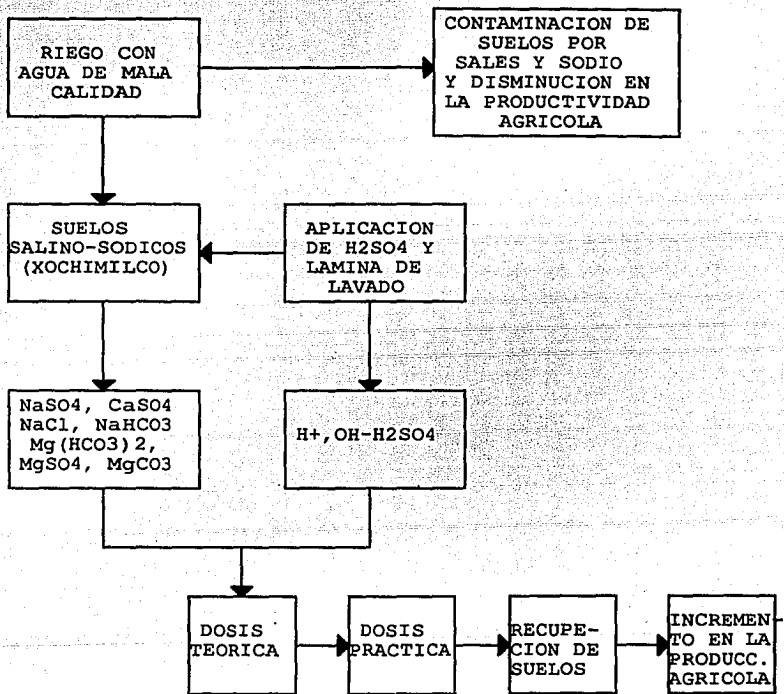 RIEGO CON
AGUA DE MALA
CALIDAD
CONTAMINACION DE
SUELOS POR
SALES Y SODIO
Y DISMINUCION EN
LA PRODUCTIVIDAD
AGRICOLA
SUELOS
SALINO-SODICOS
(XOCHIMILCO)
APLICACION
DE H2SO4 Y
LAMINA DE
LAVADO
NaSO4, CaSO4
NaCl, NaHCO3
Mg(HCO3)2,
MgSO4, MgCO3
H+,OH-H2SO4
DOSIS
TEORICA
DOSIS
PRACTICA
RECUPE-
CION DE
SUELOS
INCREMEN-
TO EN LA
PRODUCC.
AGRICOLA